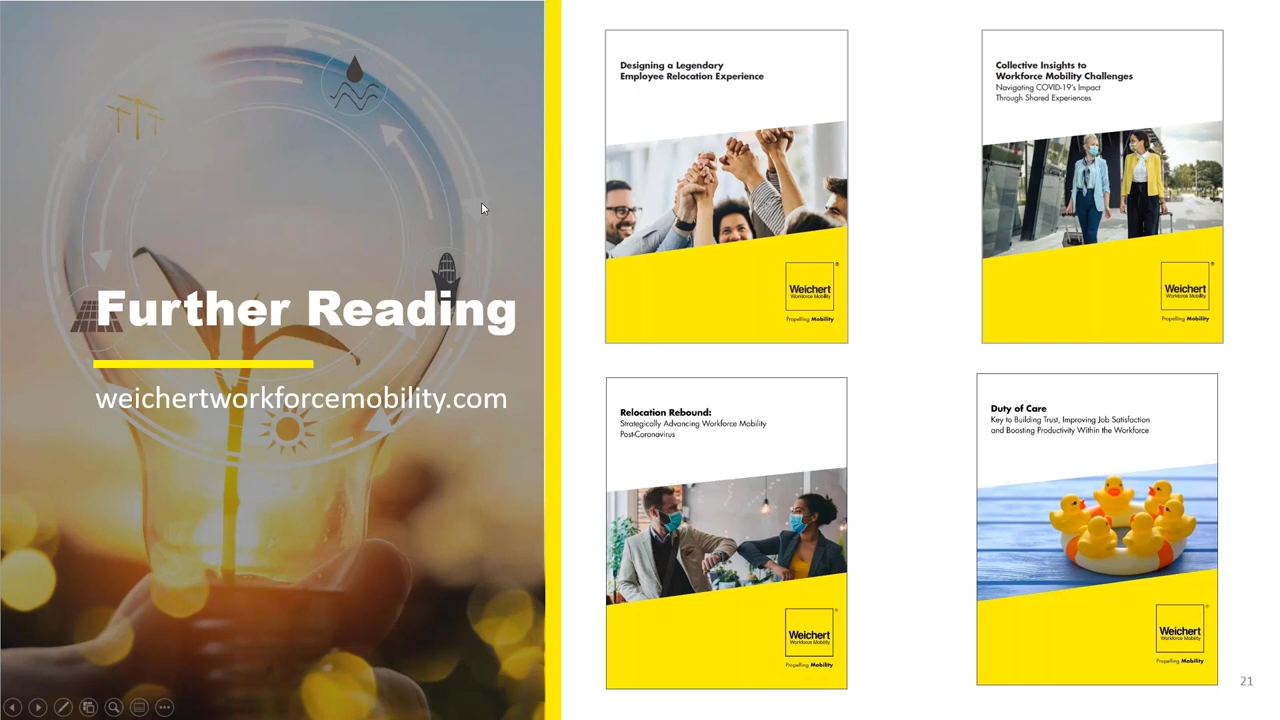 Further Reading
weichertworkforcemobility.com
Designing a Legendary
Employee Relocation Experience
Weichert
Workforce Mobility
Propelling Mobility
Collective Insights to
Workforce Mobility Challenges
Navigating COVID-19's Impact
Through Shared Experiences
Weichert
Workforce Mobility
Propelling Mobility
Relocation Rebound:
Strategically Advancing Workforce Mobility
Post-Coronavirus
Weichert
Workforce Mobility
Propelling Mobility
Duty of Care
Key to Building Trust, Improving Job Satisfaction
and Boosting Productivity Within the Workforce
Weichert
Workforce Mobility
Propelling Mobility
21